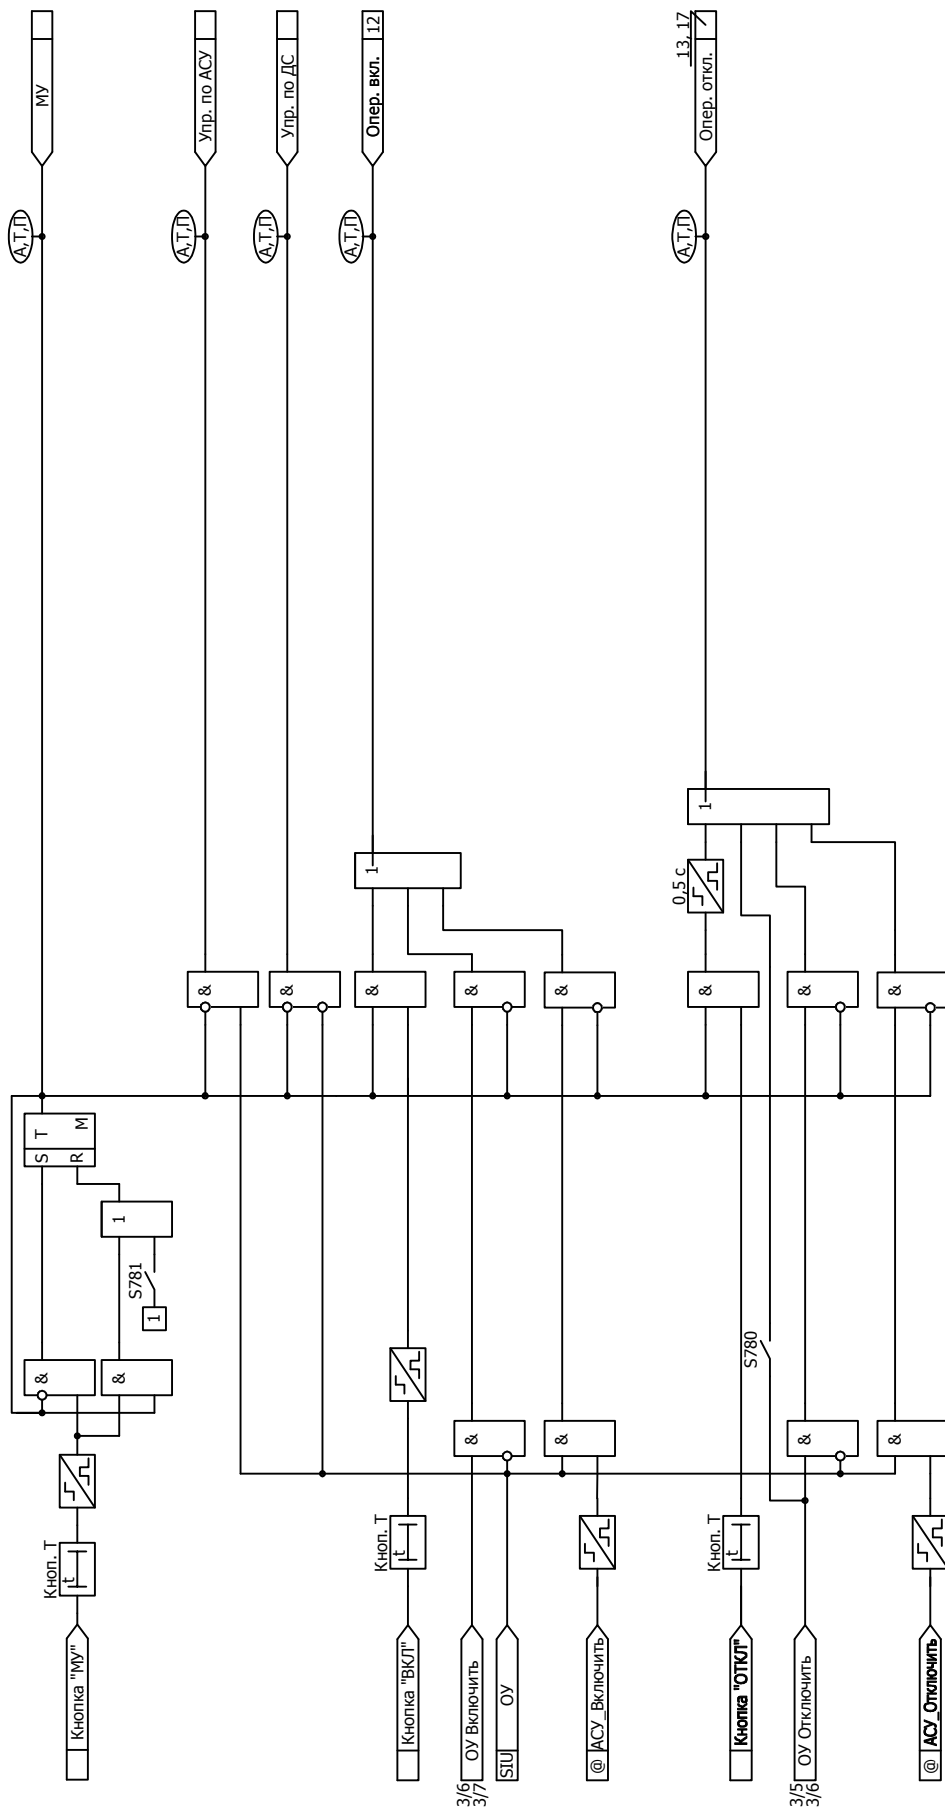 МУ
Упр. по АСУ
Упр. по ДС
Опер. вкл. 12
13, 17
Опер. откл.
А,Т,П
А,Т,П
А,Т,П
А,Т,П
А,Т,П
1
1
0,5 с
&
&
&
&
&
&
&
&
S T
R M
1
S781
1
&
&
S780
&
&
&
&
Кноп. Т
t
Кноп. Т
t
Кноп. Т
t
Кнопка "МУ"
Кнопка "ВКЛ"
ОУ Включить
3/6
3/7
SIU ОУ
@ АСУ_Включить
Кнопка "ОТКЛ"
ОУ Отключить
3/5
3/6
@ АСУ_Отключить